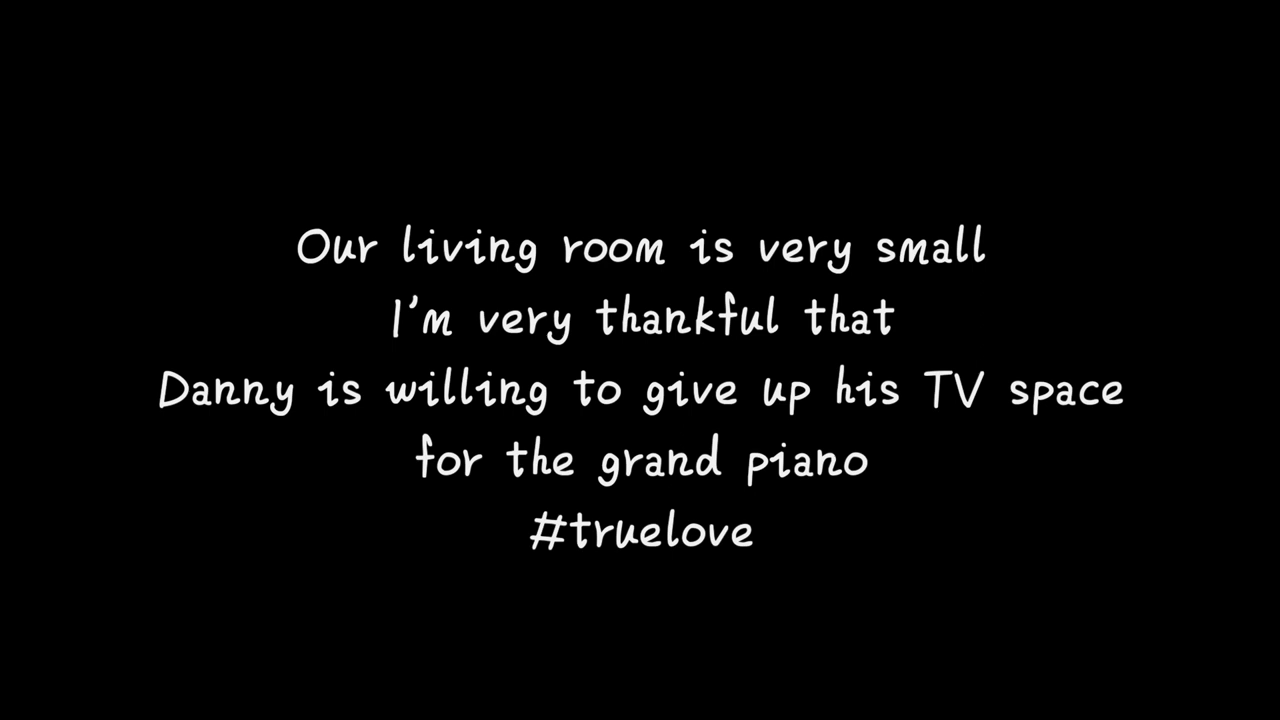 Our living room is very small
I'm very thankful that
Danny is willing to give up his TV space
for the grand piano
#truelove